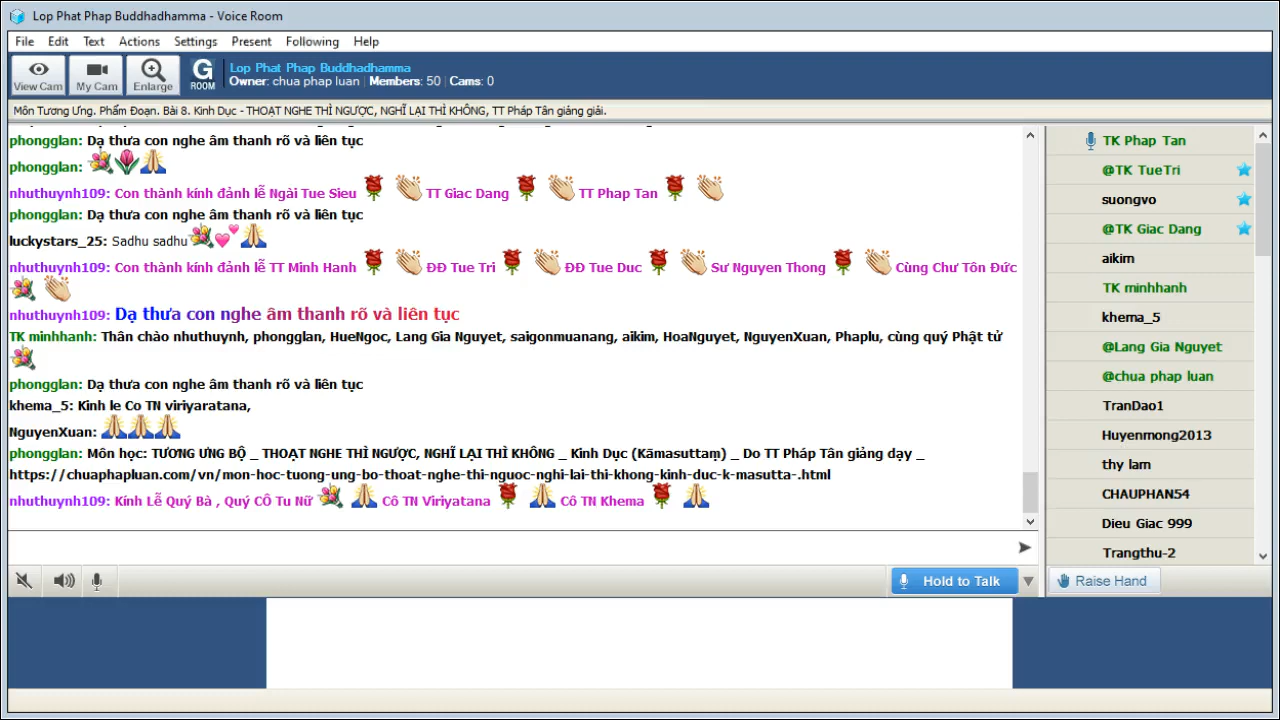 Lop Phat Phap Buddhadhamma - Voice Room
File Edit Text Actions Settings Present Following Help
View Cam My Cam Enlarge G ROOM
Lop Phat Phap Buddhadhamma
Owner: chua phap luan | Members: 50 | Cams: 0
Môn Tương Ưng. Phẩm Đoạn. Bài 8. Kinh Dục - THOẠT NGHE THÌ NGƯỢC, NGHĨ LẠI THÌ KHÔNG, TT Pháp Tân giảng giải.
phongglan: Dạ thưa con nghe âm thanh rõ và liên tục
phongglan:
nhuthuynh109: Con thành kính đảnh lễ Ngài Tue Sieu TT Giac Dang TT Phap Tan
phongglan: Dạ thưa con nghe âm thanh rõ và liên tục
luckystars_25: Sadhu sadhu
nhuthuynh109: Con thành kính đảnh lễ TT Minh Hanh ĐĐ Tue Tri ĐĐ Tue Duc Sư Nguyen Thong Cùng Chư Tôn Đức
nhuthuynh109: Dạ thưa con nghe âm thanh rõ và liên tục
TK minhhanh: Thân chào nhuthuynh, phongglan, HueNgoc, Lang Gia Nguyet, saigonmuanang, aikim, HoaNguyet, NguyenXuan, Phaplu, cùng quý Phật tử
phongglan: Dạ thưa con nghe âm thanh rõ và liên tục
khema_5: Kinh le Co TN viriyaratana,
NguyenXuan:
phongglan: Môn học: TƯƠNG ƯNG BỘ _ THOẠT NGHE THÌ NGƯỢC, NGHĨ LẠI THÌ KHÔNG _ Kinh Dục (Kāmasuttaṃ) _ Do TT Pháp Tân giảng dạy _
https://chuaphapluan.com/vn/mon-hoc-tuong-ung-bo-thoat-nghe-thi-nguoc-nghi-lai-thi-khong-kinh-duc-k-masutta-.html
nhuthuynh109: Kính Lễ Quý Bà , Quý CÔ Tu Nữ Cô TN Viriyatana Cô TN Khema
Hold to Talk
TK Phap Tan
@TK TueTri
suongvo
@TK Giac Dang
aikim
TK minhhanh
khema_5
@Lang Gia Nguyet
@chua phap luan
TranDao1
Huyenmong2013
thy lam
CHAUPHAN54
Dieu Giac 999
Trangthu-2
Raise Hand